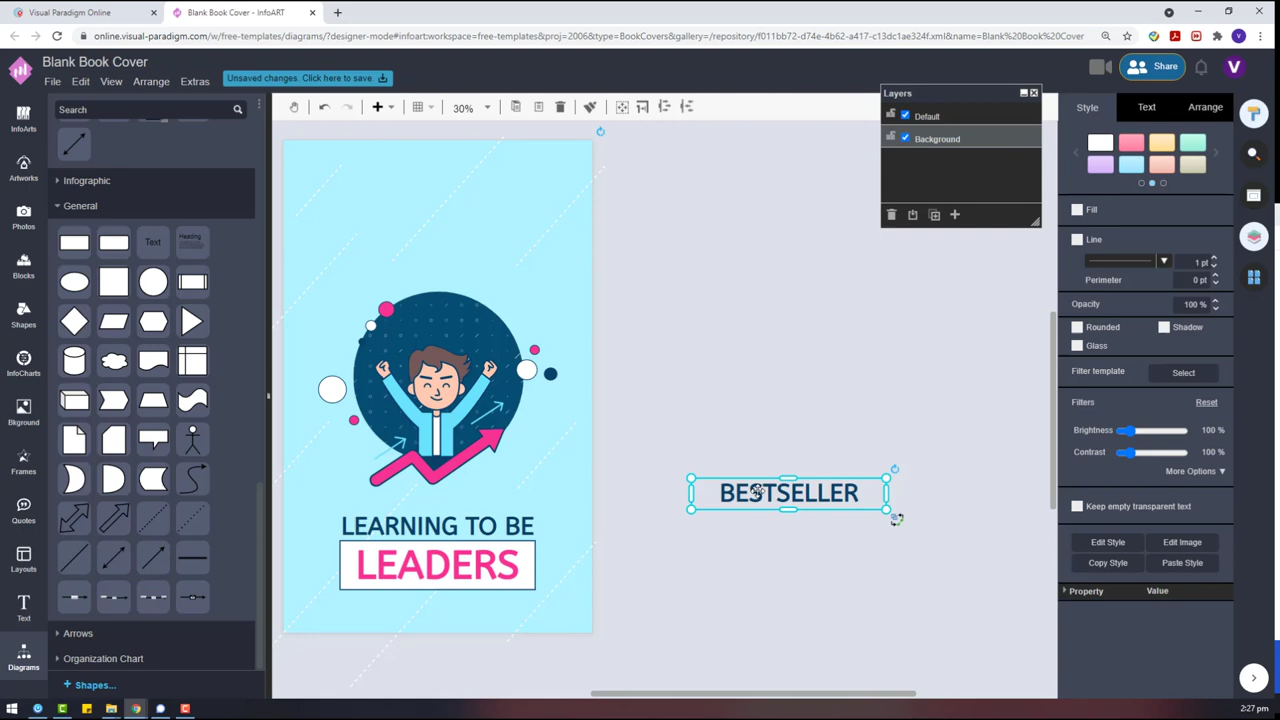 Visual Paradigm Online
Blank Book Cover - InfoART
online.visual-paradigm.com/w/free-templates/diagrams/?designer-mode#infoart:workspace=free-templates&proj=2006&type=BookCovers&gallery=/repository/f011bb72-d74e-4b62-a417-c13dc1ae324f.xml&name=Blank%20Book%20Cover
V
Blank Book Cover
File
Edit
View
Arrange
Extras
Unsaved changes. Click here to save.
Share
V
InfoArts
Artworks
Photos
Blocks
Shapes
InfoCharts
Bkground
Frames
Quotes
Layouts
Text
Diagrams
Search
Infographic
General
Text
Heading
Arrows
Organization Chart
+ Shapes...
30%
LEARNING TO BE
LEADERS
BESTSELLER
Layers
Default
Background
Style
Text
Arrange
Fill
Line
1 pt
Perimeter
0 pt
Opacity
100 %
Rounded
Shadow
Glass
Filter template
Select
Filters
Reset
Brightness
100 %
Contrast
100 %
More Options
Keep empty transparent text
Edit Style
Edit Image
Copy Style
Paste Style
Property
Value
2:27 pm